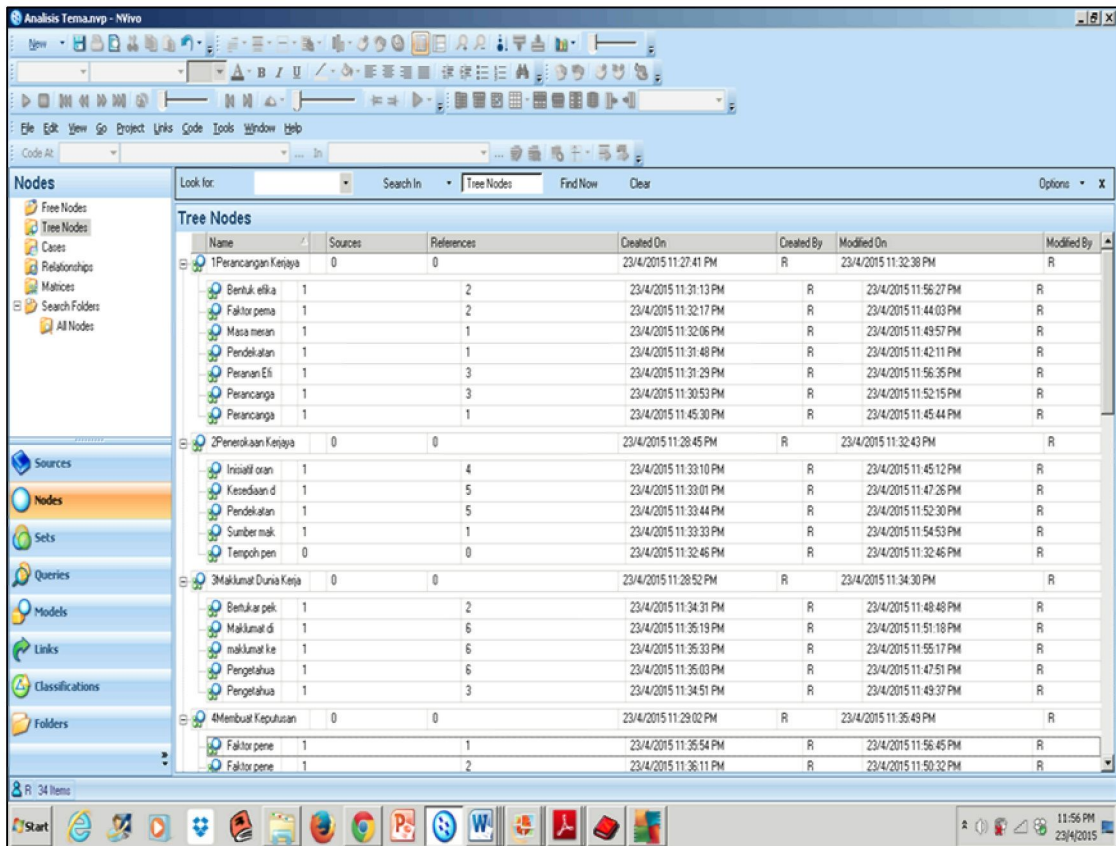 Analisis Tema.nvp - NVivo
New
A B I U
File Edit View Go Project Links Code Tools Window Help
Code At In
Nodes
Free Nodes
Tree Nodes
Cases
Relationships
Matrices
Search Folders
All Nodes
Sources
Nodes
Sets
Queries
Models
Links
Classifications
Folders
Look for: Search In Tree Nodes Find Now Clear Options X
Tree Nodes
Name Sources References Created On Created By Modified On Modified By
1Perancangan Kerjaya 0 0 23/4/2015 11:27:41 PM R 23/4/2015 11:32:38 PM R
Bentuk efika 1 2 23/4/2015 11:31:13 PM R 23/4/2015 11:56:27 PM R
Faktor pema 1 2 23/4/2015 11:32:17 PM R 23/4/2015 11:44:03 PM R
Masa meran 1 1 23/4/2015 11:32:06 PM R 23/4/2015 11:49:57 PM R
Pendekatan 1 1 23/4/2015 11:31:48 PM R 23/4/2015 11:42:11 PM R
Peranan Efi 1 3 23/4/2015 11:31:29 PM R 23/4/2015 11:56:35 PM R
Perancanga 1 3 23/4/2015 11:30:53 PM R 23/4/2015 11:52:15 PM R
Perancanga 1 1 23/4/2015 11:45:30 PM R 23/4/2015 11:45:44 PM R
2Penerokaan Kerjaya 0 0 23/4/2015 11:28:45 PM R 23/4/2015 11:32:43 PM R
Inisiatif oran 1 4 23/4/2015 11:33:10 PM R 23/4/2015 11:45:12 PM R
Kesediaan d 1 5 23/4/2015 11:33:01 PM R 23/4/2015 11:47:26 PM R
Pendekatan 1 5 23/4/2015 11:33:44 PM R 23/4/2015 11:52:30 PM R
Sumber mak 1 1 23/4/2015 11:33:33 PM R 23/4/2015 11:54:53 PM R
Tempoh pen 0 0 23/4/2015 11:32:46 PM R 23/4/2015 11:32:46 PM R
3Maklumat Dunia Kerja 0 0 23/4/2015 11:28:52 PM R 23/4/2015 11:34:30 PM R
Bertukar pek 1 2 23/4/2015 11:34:31 PM R 23/4/2015 11:48:48 PM R
Maklumat di 1 6 23/4/2015 11:35:19 PM R 23/4/2015 11:51:18 PM R
maklumat ke 1 6 23/4/2015 11:35:33 PM R 23/4/2015 11:55:17 PM R
Pengetahua 1 6 23/4/2015 11:35:03 PM R 23/4/2015 11:47:51 PM R
Pengetahua 1 3 23/4/2015 11:34:51 PM R 23/4/2015 11:49:37 PM R
4Membuat Keputusan 0 0 23/4/2015 11:29:02 PM R 23/4/2015 11:35:49 PM R
Faktor pene 1 1 23/4/2015 11:35:54 PM R 23/4/2015 11:56:45 PM R
Faktor pene 1 2 23/4/2015 11:36:11 PM R 23/4/2015 11:50:32 PM R
R 34 Items
Start
11:56 PM
23/4/2015